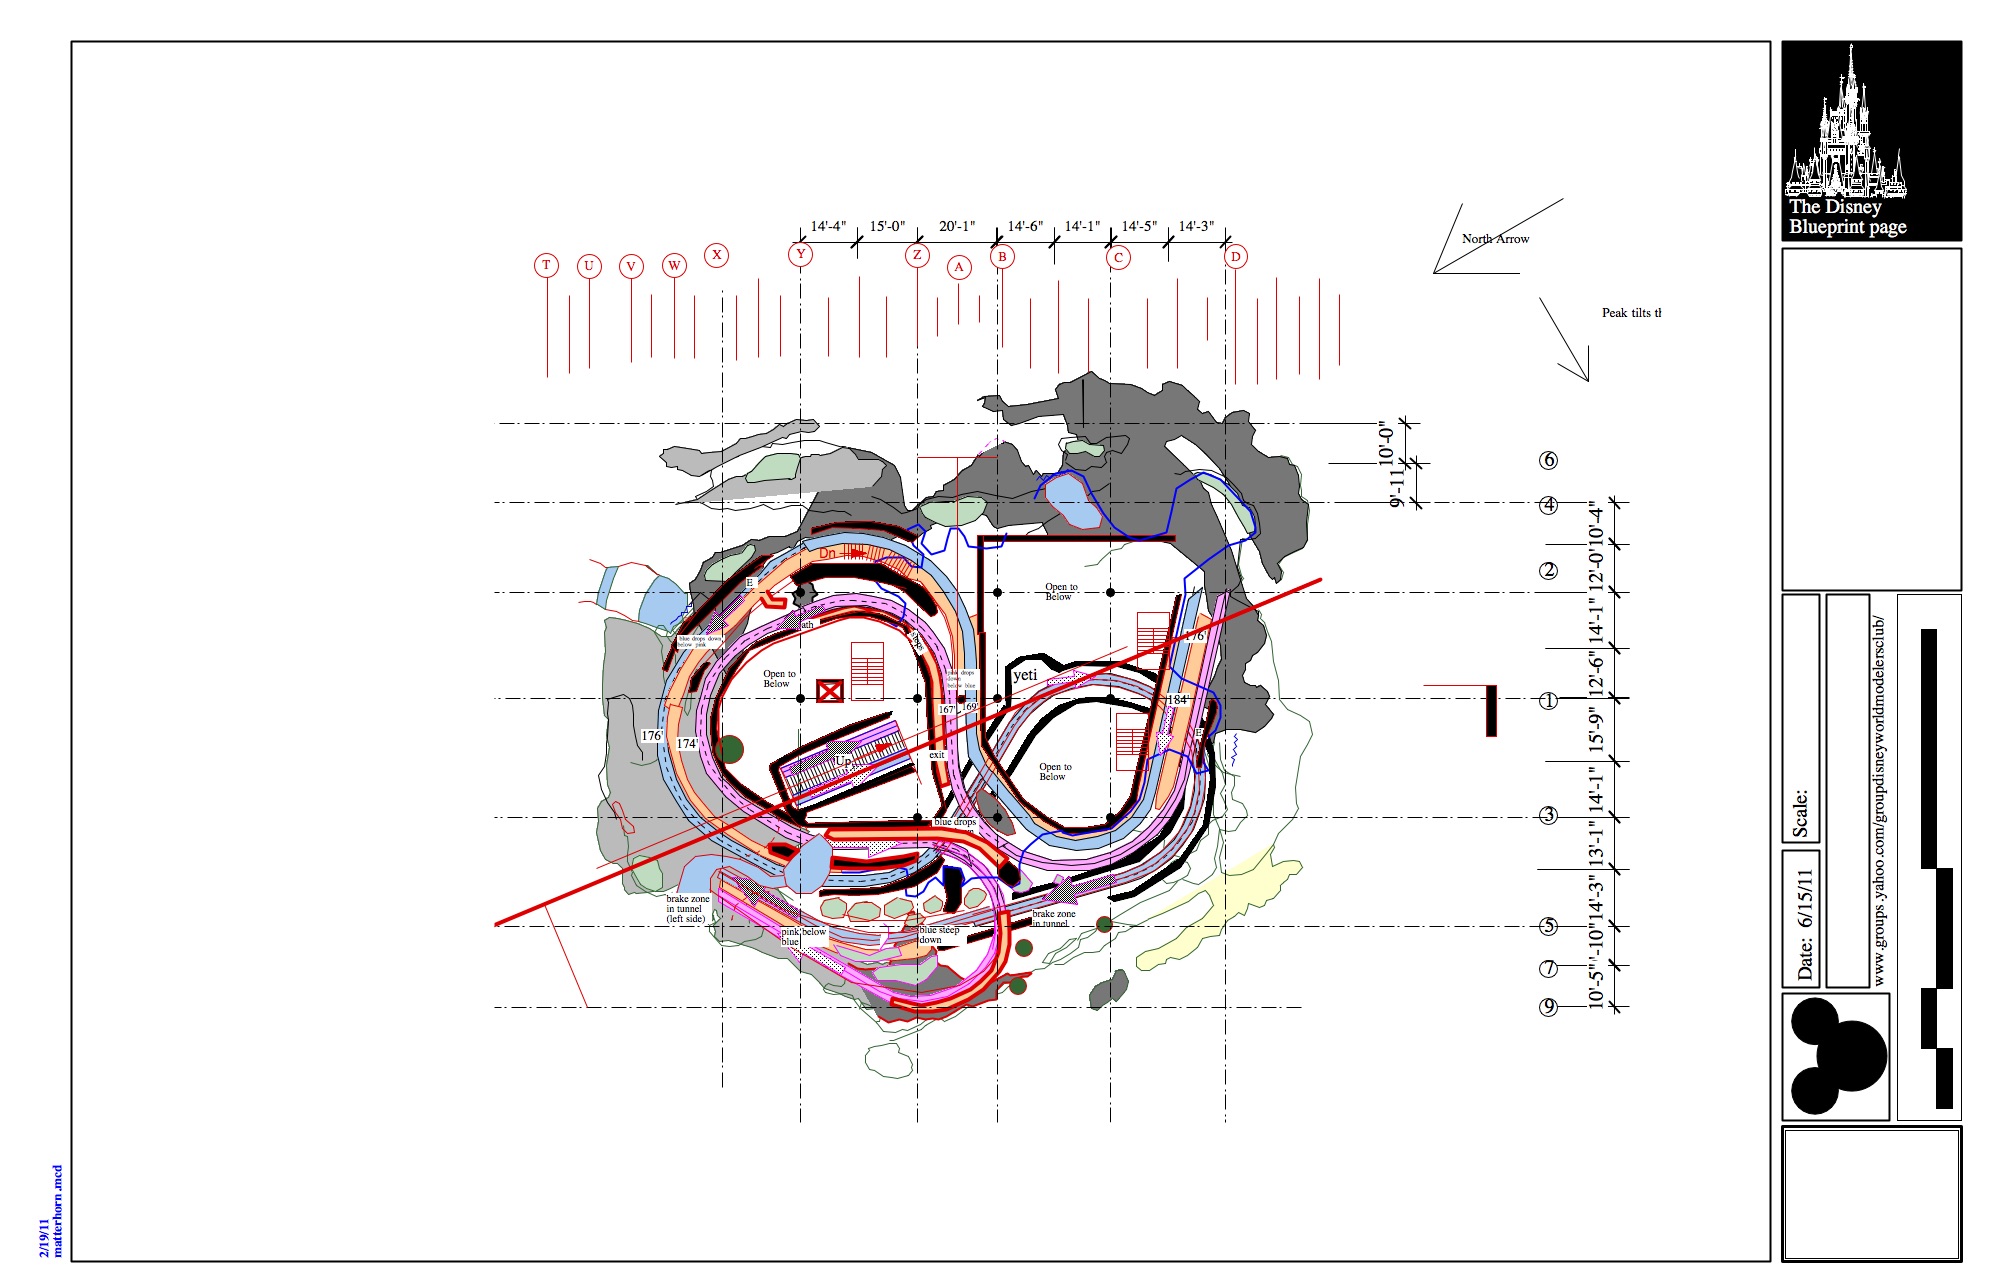 The Disney
Blueprint page
14'-4" 15'-0" 20'-1" 14'-6" 14'-1" 14'-5" 14'-3"
North Arrow
T U V W X Y Z A B C D
Peak tilts
10'-0"
9'-11
6
4
2
1
3
5
7
9
10'-4"
12'-0"
14'-1"
12'-6"
15'-9"
14'-1"
13'-1"
14'-3"
'-10"
10'-5"
Dn
E
Open to
Below
blue drops down
below pink
ath
Open to
Below
yeti
176'
184'
E
167'
169'
176'
174'
Up
exit
Open to
Below
blue drops
brake zone
in tunnel
(left side)
brake zone
in tunnel
pink below
blue
blue steep
down
Scale:
Date: 6/15/11
www.groups.yahoo.com/groupdisneyworldmodelersclub/
2/19/11
matterhorn.mcd